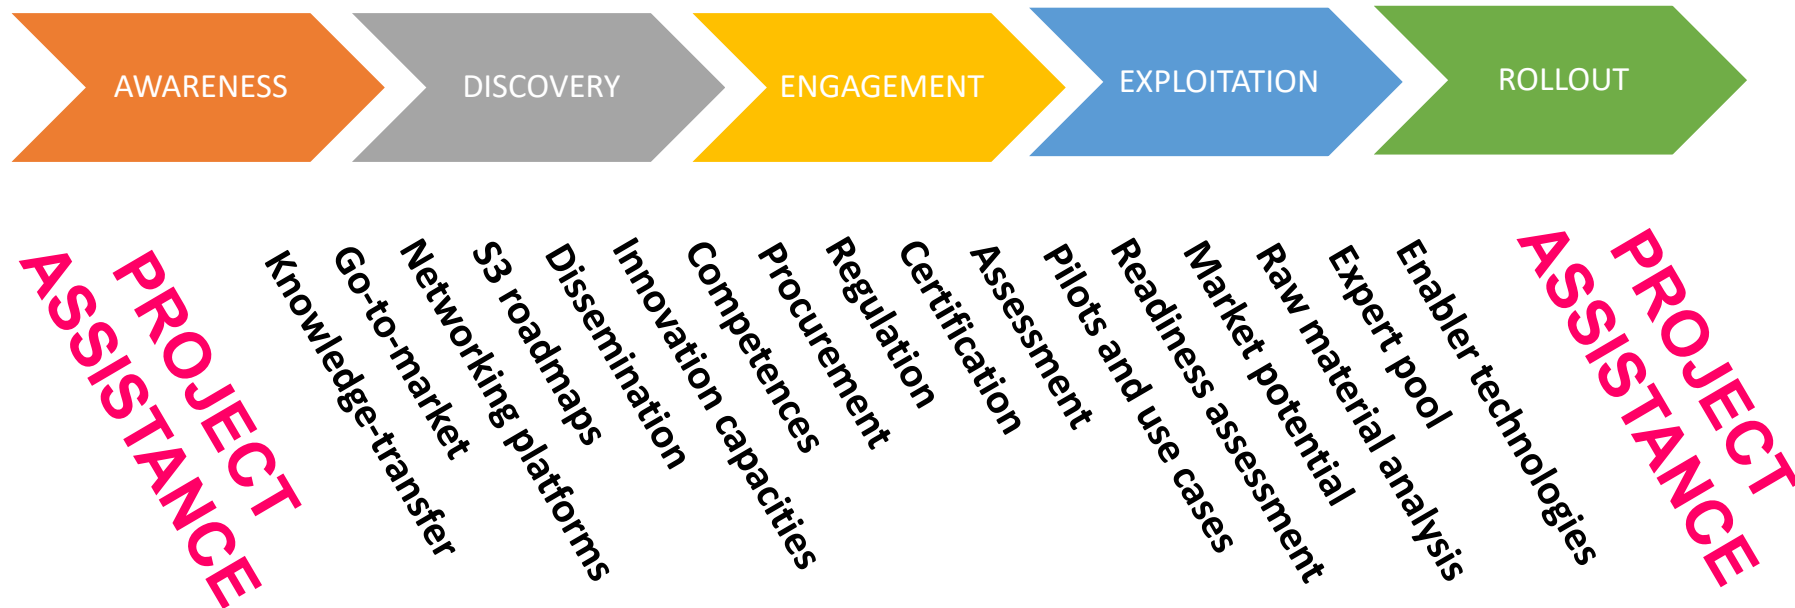 AWARENESS
DISCOVERY
ENGAGEMENT
EXPLOITATION
ROLLOUT
PROJECT
ASSISTANCE
Knowledge-transfer
Go-to-market
Networking platforms
S3 roadmaps
Dissemination
Innovation capacities
Competences
Procurement
Regulation
Certification
Assessment
Pilots and use cases
Readiness assessment
Market potential
Raw material analysis
Expert pool
Enabler technologies
PROJECT
ASSISTANCE